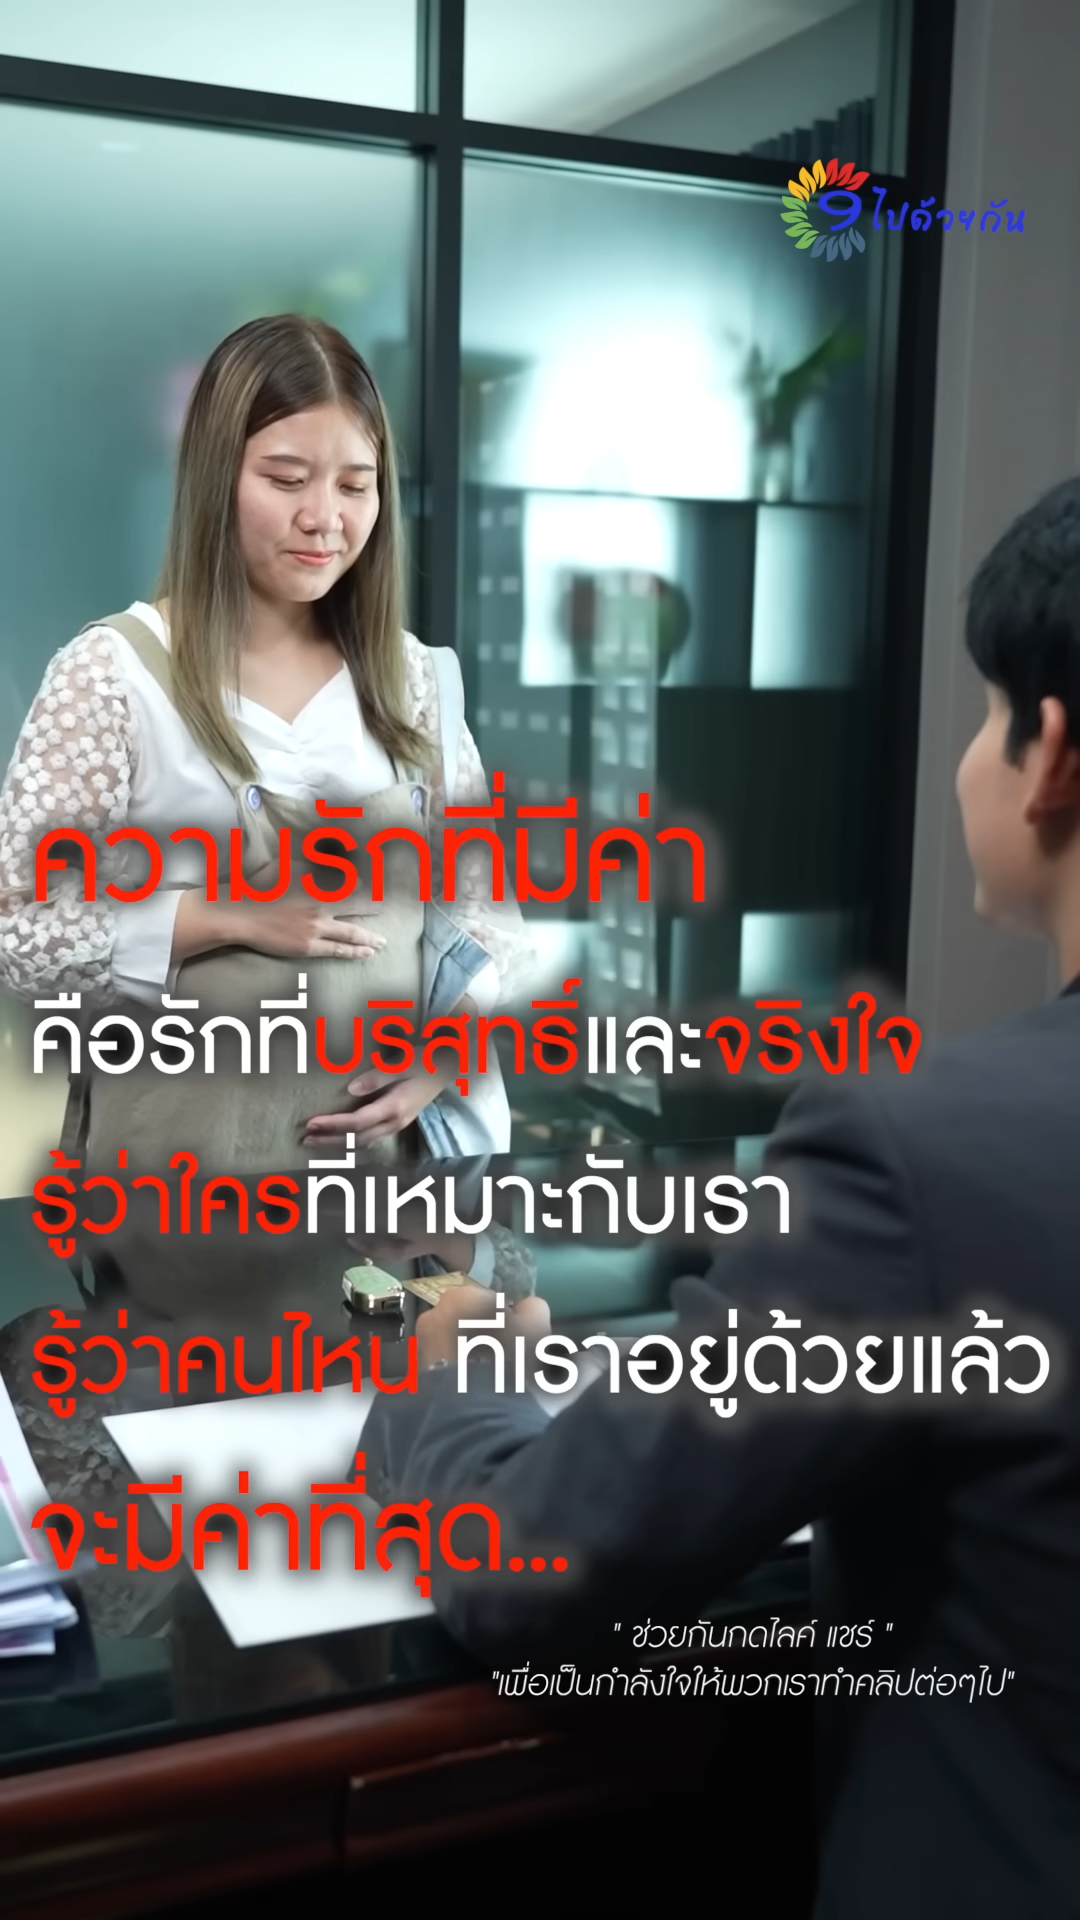 9 ไปด้วยกัน
ความรักที่มีค่า
คือรักที่บริสุทธิ์และจริงใจ
รู้ว่าใครที่เหมาะกับเรา
รู้ว่าคนไหน ที่เราอยู่ด้วยแล้ว
จะมีค่าที่สุด...
" ช่วยกันกดไลค์ แชร์ "
"เพื่อเป็นกำลังใจให้พวกเราทำคลิปต่อๆไป"